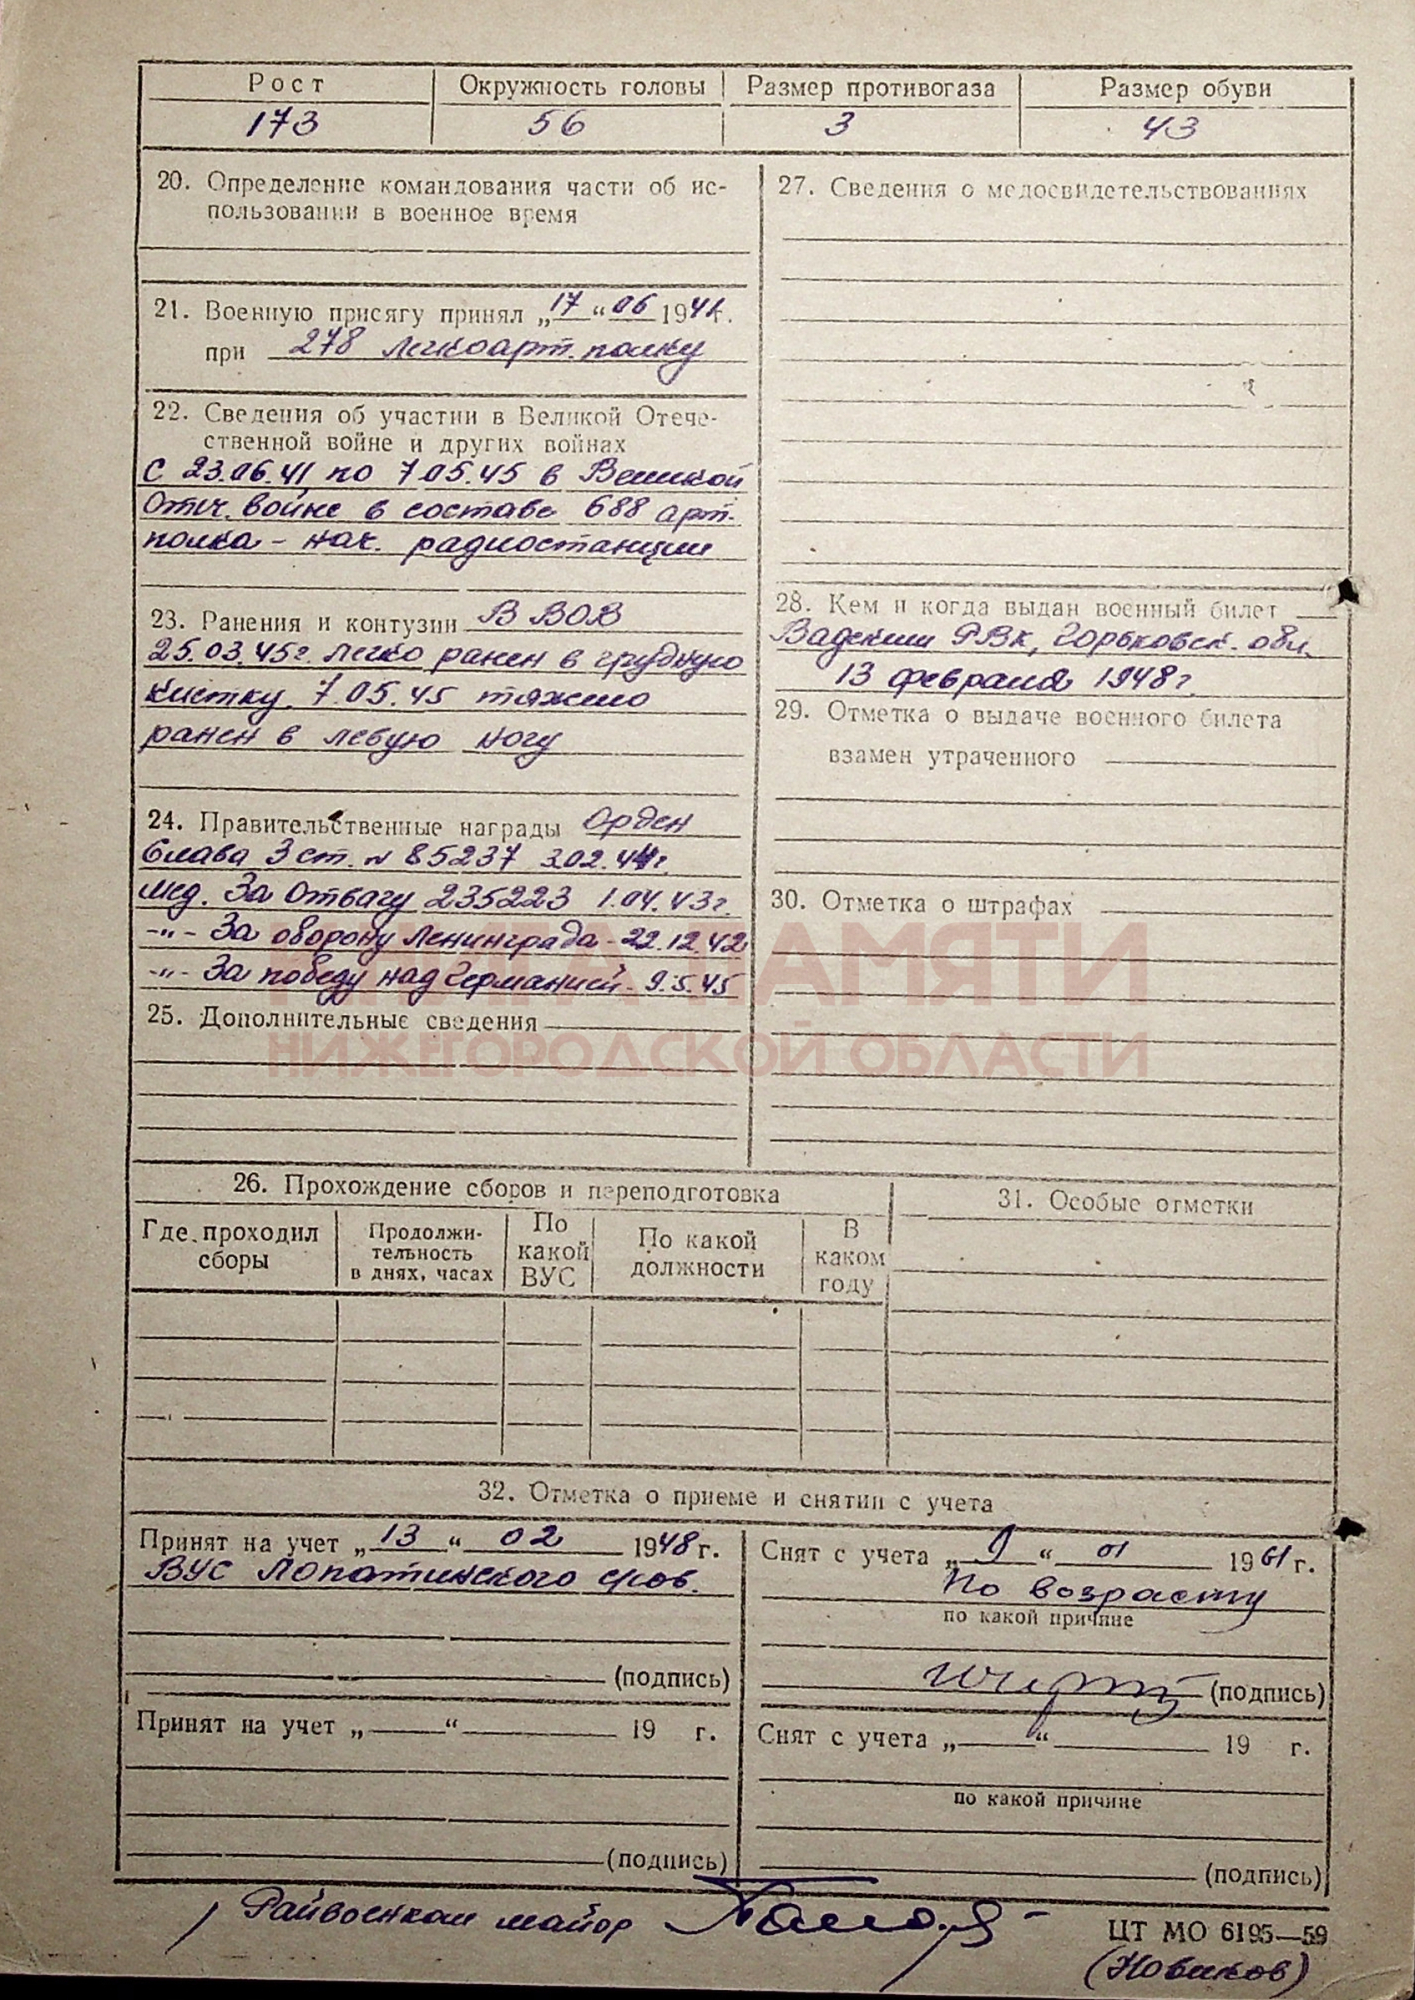 Рост Окружность головы Размер противогаза Размер обуви
173 56 3 43
20. Определение командования части об ис-
пользовании в военное время
21. Военную присягу принял „17“ 06 1941г.
при 278 легкоарт. полку
22. Сведения об участии в Великой Отече-
ственной войне и других войнах
С 23.06.41 по 7.05.45 в Великой
Отеч. войне в составе 688 арт.
полка - нач. радиостанции
23. Ранения и контузии В ВОВ
25.03.45г. легко ранен в грудную
клетку. 7.05.45 тяжело
ранен в левую ногу
24. Правительственные награды Орден
Слава 3 ст. № 85237 3.02.44г.
Мед. За Отвагу 235223 1.04.43г.
-"- За оборону Ленинграда - 22.12.42
-"- За победу над Германией - 9.5.45
25. Дополнительные сведения
27. Сведения о медосвидетельствованиях
28. Кем и когда выдан военный билет
Вадским РВК, Горьковск. обл.
13 февраля 1948г.
29. Отметка о выдаче военного билета
взамен утраченного
30. Отметка о штрафах
КНИГА ПАМЯТИ
НИЖЕГОРОДСКОЙ ОБЛАСТИ
26. Прохождение сборов и переподготовка
Где проходил
сборы
Продолжи-
тельность
в днях, часах
По
какой
ВУС
По какой
должности
В
каком
году
31. Особые отметки
32. Отметка о приеме и снятии с учета
Принят на учет „13“ 02 1948г.
ВУС Лопатинского с/сов.
(подпись)
Принят на учет „ “ 19 г.
(подпись)
Снят с учета „9“ 01 1961г.
По возрасту
по какой причине
(подпись)
Снят с учета „ “ 19 г.
по какой причине
(подпись)
Райвоенком майор
ЦТ МО 6195—59
(Новиков)